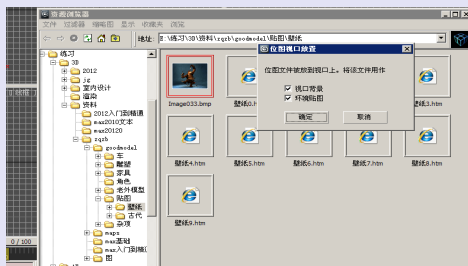 资源浏览器
文件 过滤器 缩略图 显示 收藏夹 浏览
地址: E:\练习\3D\资料\zqzb\goodmodel\贴图\壁纸
练习
3D
2012
jg
室内设计
渲染
资料
2012入门到精通
max2010文本
max20120
zqzb
goodmodel
车
雕塑
家具
角色
老外模型
贴图
壁纸
古代
杂项
maps
max基础
max入门到精(
图
位图视口放置
位图文件被放到视口上。将该文件用作
视口背景
环境贴图
确定
取消
Image033.bmp
壁纸3.htm
壁纸4.htm
壁纸5.htm
壁纸6.htm
壁纸7.htm
壁纸8.htm
壁纸9.htm
0 / 100